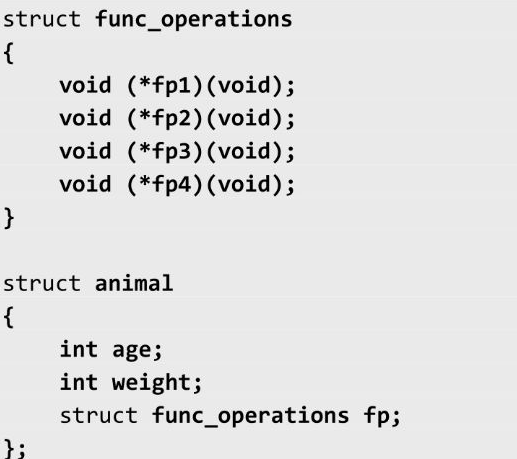 struct func_operations
{
    void (*fp1)(void);
    void (*fp2)(void);
    void (*fp3)(void);
    void (*fp4)(void);
}

struct animal
{
    int age;
    int weight;
    struct func_operations fp;
};